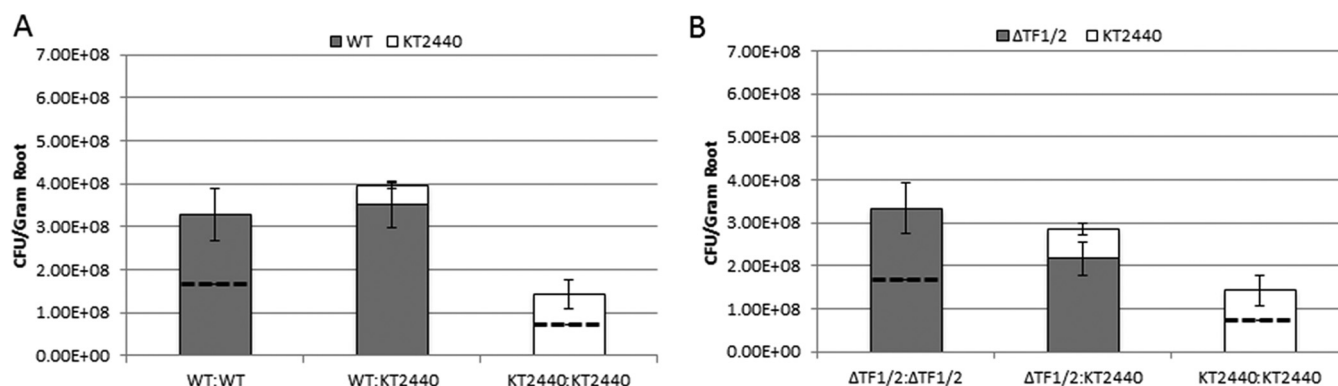 A
WT KT2440
CFU/Gram Root
7.00E+08
6.00E+08
5.00E+08
4.00E+08
3.00E+08
2.00E+08
1.00E+08
0.00E+00
WT:WT WT:KT2440 KT2440:KT2440
B
ΔTF1/2 KT2440
CFU/Gram Root
7.00E+08
6.00E+08
5.00E+08
4.00E+08
3.00E+08
2.00E+08
1.00E+08
0.00E+00
ΔTF1/2:ΔTF1/2 ΔTF1/2:KT2440 KT2440:KT2440